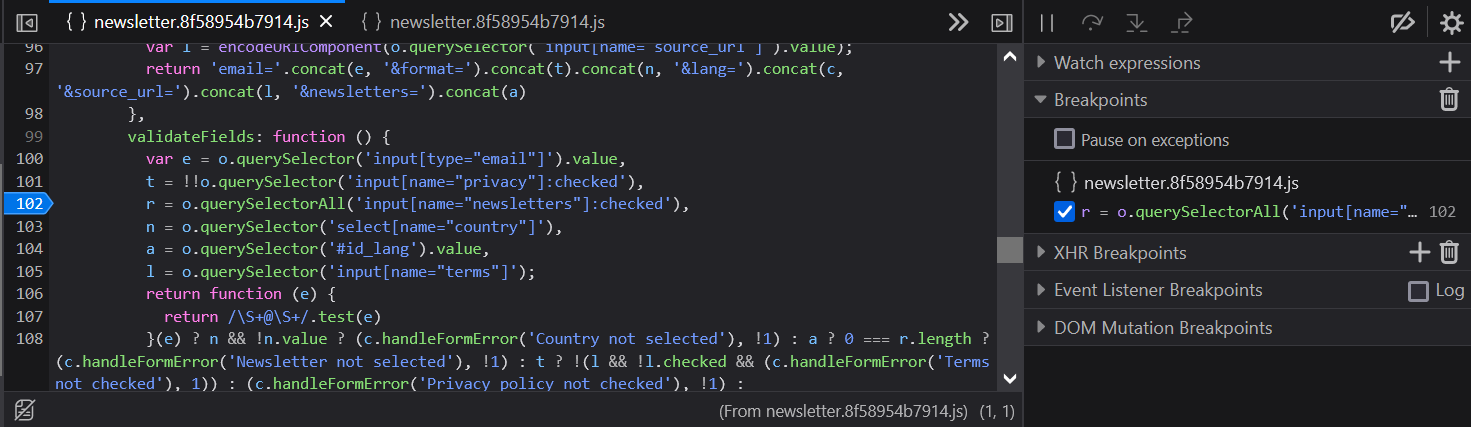 { } newsletter.8f58954b7914.js
{ } newsletter.8f58954b7914.js
96 var l = encodeURIComponent(o.querySelector('input[name="source_url"]').value);
97 return 'email='.concat(e, '&format=').concat(t).concat(n, '&lang=').concat(c,
'&source_url=').concat(l, '&newsletters=').concat(a)
98 },
99 validateFields: function () {
100 var e = o.querySelector('input[type="email"]').value,
101 t = !!o.querySelector('input[name="privacy"]:checked'),
102 r = o.querySelectorAll('input[name="newsletters"]:checked'),
103 n = o.querySelector('select[name="country"]'),
104 a = o.querySelector('#id_lang').value,
105 l = o.querySelector('input[name="terms"]');
106 return function (e) {
107 return /\S+@\S+/.test(e)
108 }(e) ? n && !n.value ? (c.handleFormError('Country not selected'), !1) : a ? 0 === r.length ?
(c.handleFormError('Newsletter not selected'), !1) : t ? !(l && !l.checked && (c.handleFormError('Terms
not checked'), 1)) : (c.handleFormError('Privacy policy not checked'), !1) :
(From newsletter.8f58954b7914.js) (1, 1)
Watch expressions
Breakpoints
Pause on exceptions
{ } newsletter.8f58954b7914.js
r = o.querySelectorAll('input[name="… 102
XHR Breakpoints
Event Listener Breakpoints Log
DOM Mutation Breakpoints